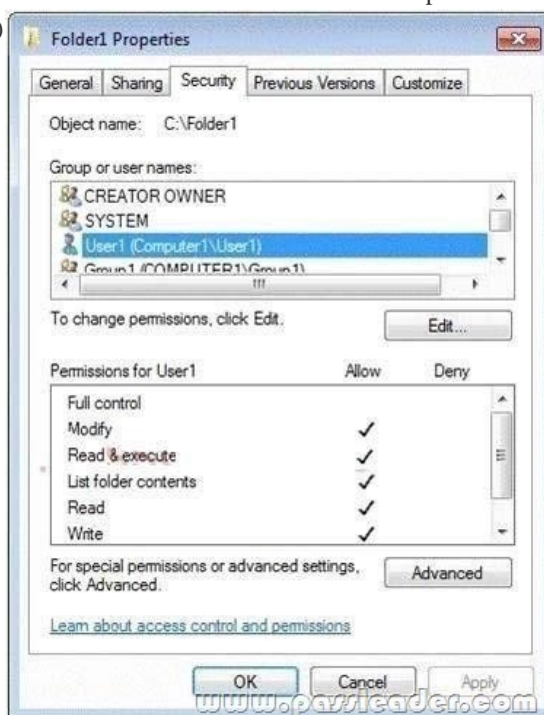 Folder1 Properties
General Sharing Security Previous Versions Customize
Object name: C:\Folder1
Group or user names:
CREATOR OWNER
SYSTEM
User1 (Computer1\User1)
Group1 (COMPUTER1\Group1)
To change permissions, click Edit.
Edit...
Permissions for User1 Allow Deny
Full control
Modify
Read & execute
List folder contents
Read
Write
For special permissions or advanced settings, click Advanced.
Advanced
Learn about access control and permissions
OK Cancel Apply
www.passleader.com